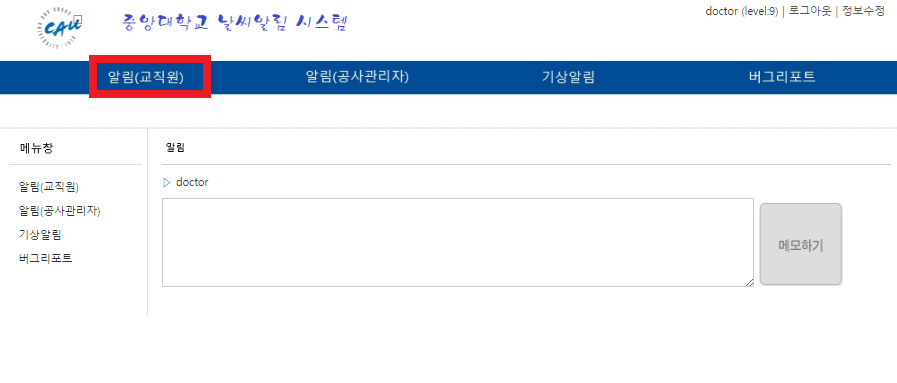 doctor (level:9) | 로그아웃 | 정보수정
CAU 중앙대학교 날씨알림 시스템
알림(교직원) 알림(공사관리자) 기상알림 버그리포트
메뉴창
알림(교직원)
알림(공사관리자)
기상알림
버그리포트
알림
▷ doctor
메모하기